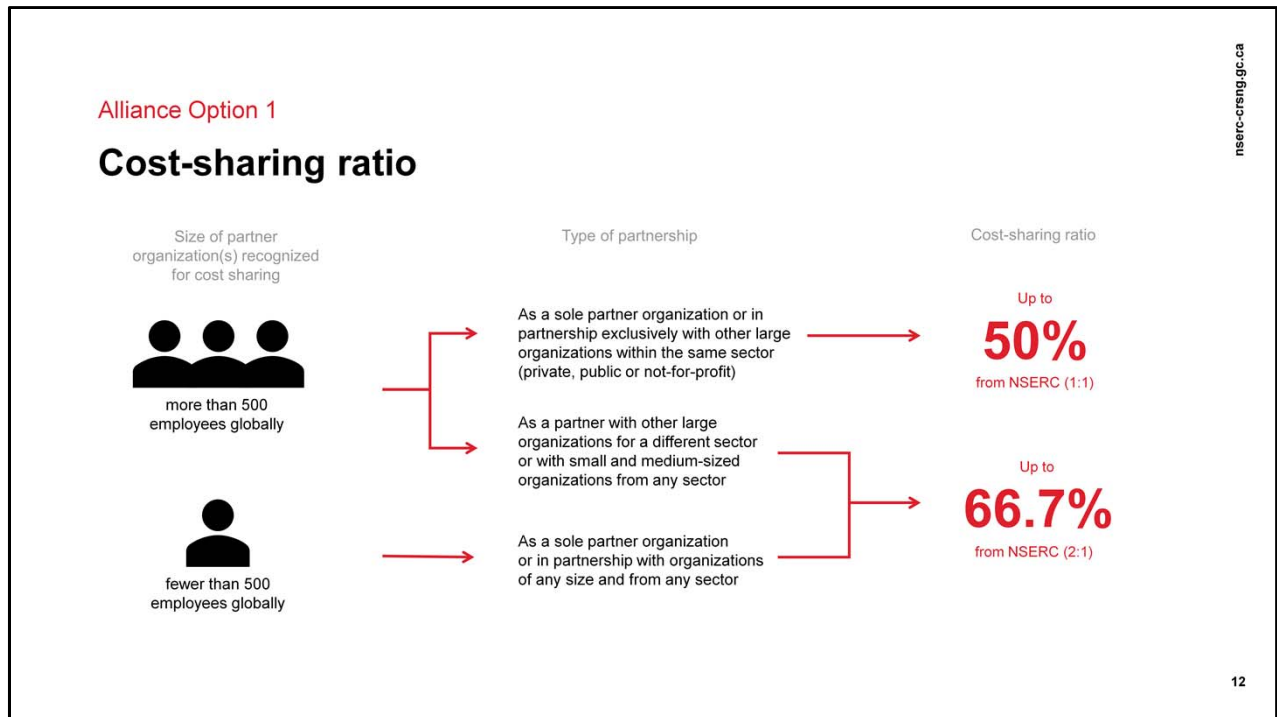 nserc-crsng.gc.ca
Alliance Option 1
Cost-sharing ratio
Size of partner
organization(s) recognized
for cost sharing
Type of partnership
Cost-sharing ratio
more than 500
employees globally
As a sole partner organization or in
partnership exclusively with other large
organizations within the same sector
(private, public or not-for-profit)
Up to
50%
from NSERC (1:1)
As a partner with other large
organizations for a different sector
or with small and medium-sized
organizations from any sector
Up to
66.7%
from NSERC (2:1)
fewer than 500
employees globally
As a sole partner organization
or in partnership with organizations
of any size and from any sector
12